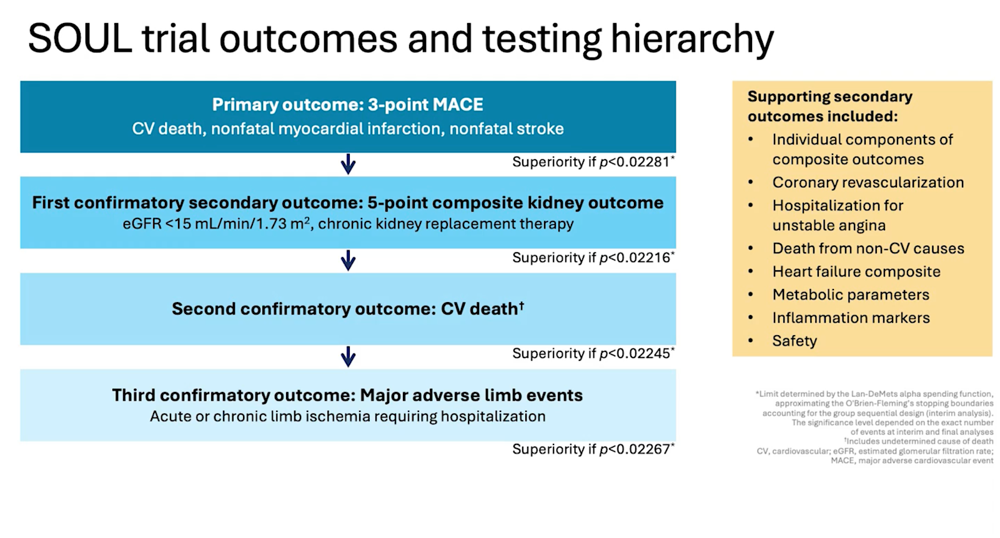 SOUL trial outcomes and testing hierarchy
Primary outcome: 3-point MACE
CV death, nonfatal myocardial infarction, nonfatal stroke
Superiority if p<0.02281*
First confirmatory secondary outcome: 5-point composite kidney outcome
eGFR <15 mL/min/1.73 m², chronic kidney replacement therapy
Superiority if p<0.02216*
Second confirmatory outcome: CV death†
Superiority if p<0.02245*
Third confirmatory outcome: Major adverse limb events
Acute or chronic limb ischemia requiring hospitalization
Superiority if p<0.02267*
Supporting secondary
outcomes included:
• Individual components of
composite outcomes
• Coronary revascularization
• Hospitalization for
unstable angina
• Death from non-CV causes
• Heart failure composite
• Metabolic parameters
• Inflammation markers
• Safety
*Limit determined by the Lan-DeMets alpha spending function,
approximating the O'Brien-Fleming's stopping boundaries
accounting for the group sequential design (interim analysis).
The significance level depended on the exact number
of events at interim and final analyses
†Includes undetermined cause of death
CV, cardiovascular; eGFR, estimated glomerular filtration rate;
MACE, major adverse cardiovascular event